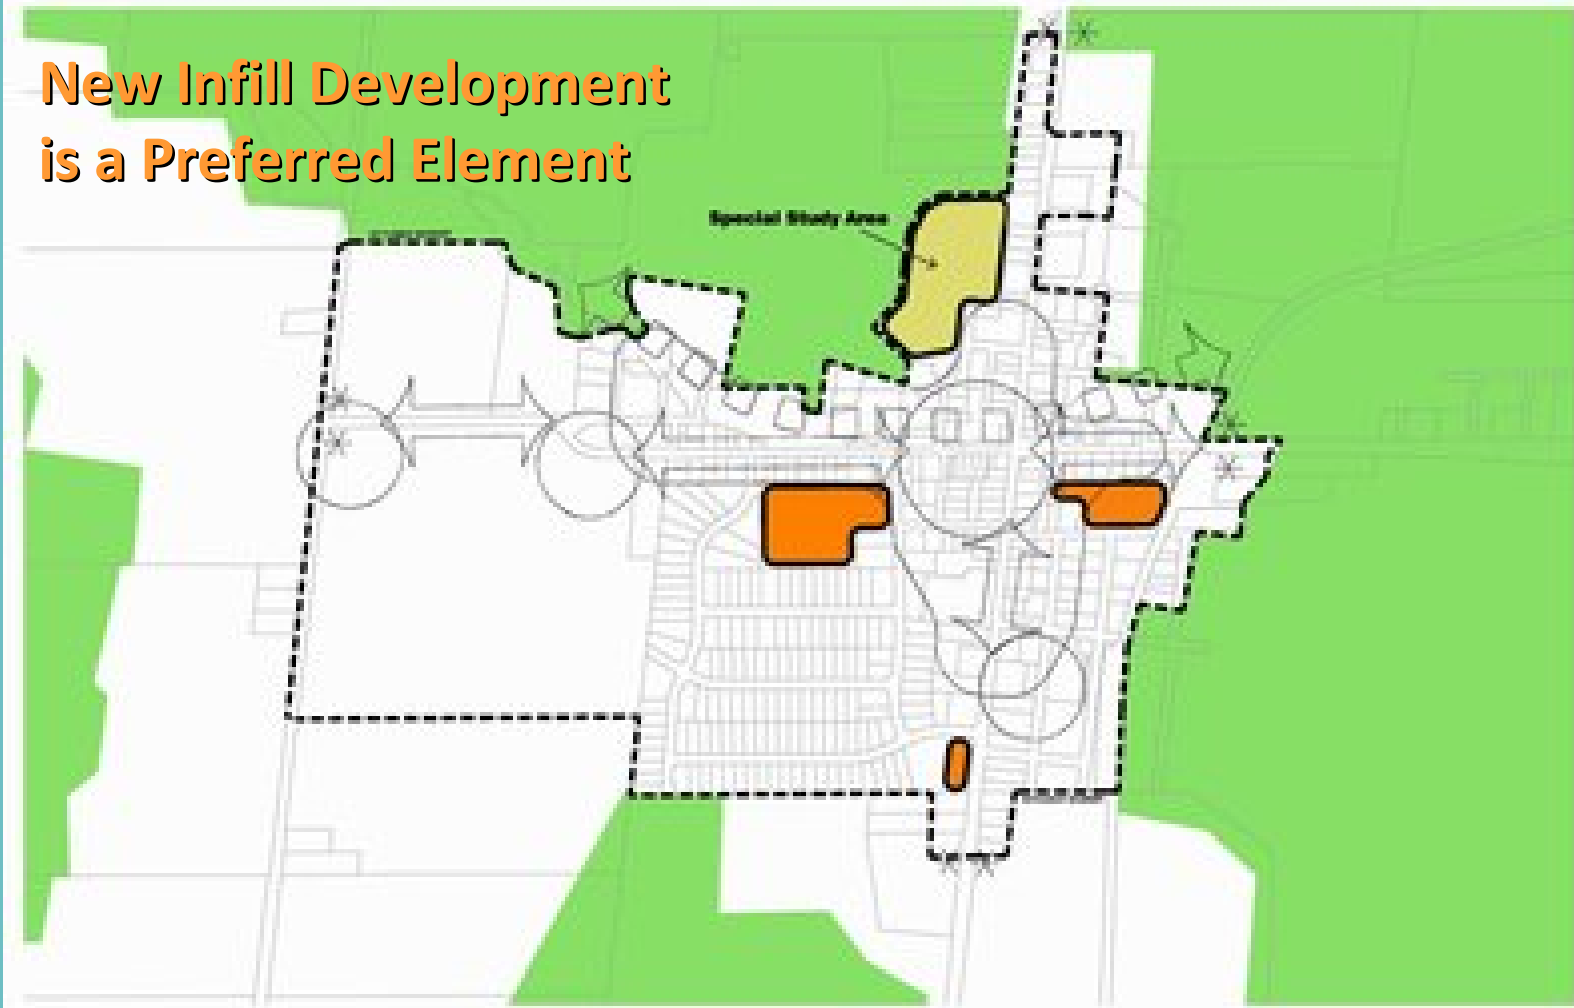 New Infill Development
is a Preferred Element
Special Study Area